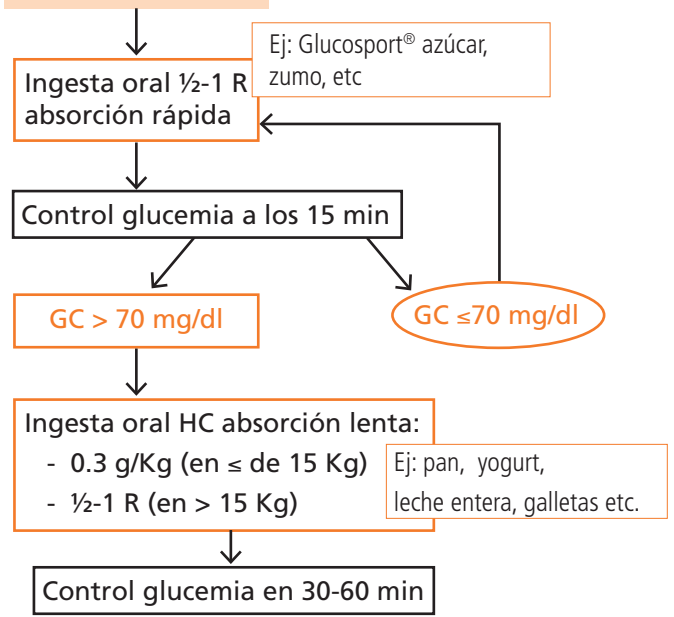 Ej: Glucosport® azúcar,
zumo, etc
Ingesta oral ½-1 R
absorción rápida
Control glucemia a los 15 min
GC > 70 mg/dl
GC ≤70 mg/dl
Ingesta oral HC absorción lenta:
- 0.3 g/Kg (en ≤ de 15 Kg)
- ½-1 R (en > 15 Kg)
Ej: pan, yogurt,
leche entera, galletas etc.
Control glucemia en 30-60 min